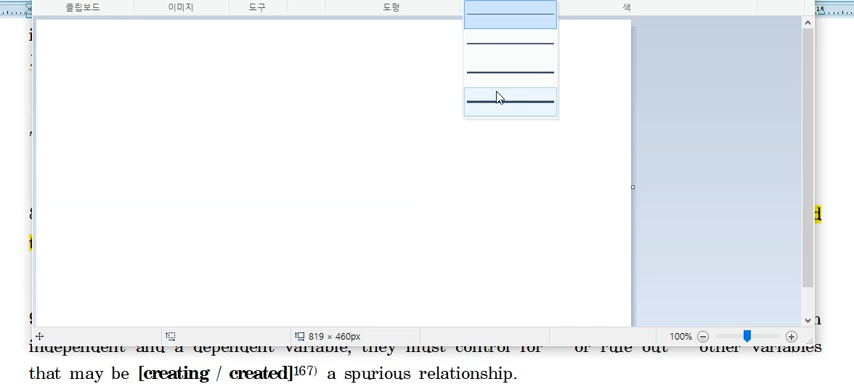 클립보드 이미지 도구 도형 색
18
d
819 × 460px 100%
independent and a dependent variable, they must control for — or rule out — other variables
that may be [creating / created]167) a spurious relationship.